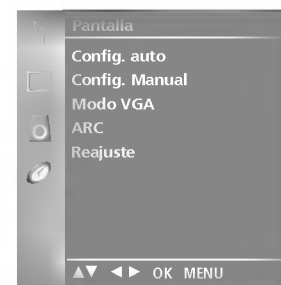 Pantalla
Config. auto
Config. Manual
Modo VGA
ARC
Reajuste
▲▼ ◄► OK MENU